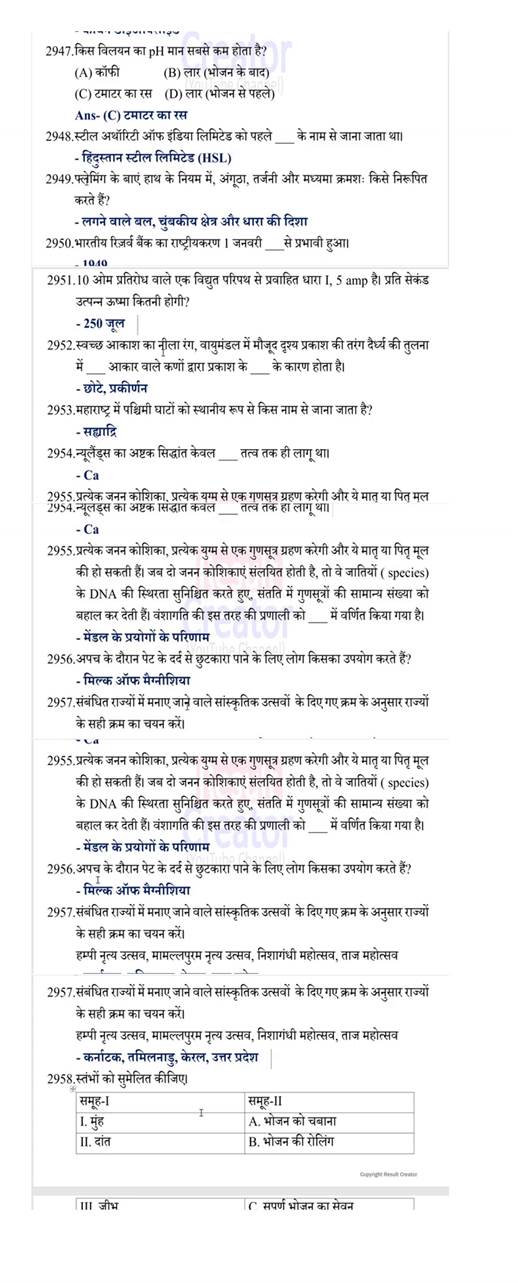 2947.किस विलयन का pH मान सबसे कम होता है?
(A) कॉफी (B) लार (भोजन के बाद)
(C) टमाटर का रस (D) लार (भोजन से पहले)
Ans- (C) टमाटर का रस
2948.स्टील अथॉरिटी ऑफ इंडिया लिमिटेड को पहले ___ के नाम से जाना जाता था।
- हिंदुस्तान स्टील लिमिटेड (HSL)
2949.फ्लेमिंग के बाएं हाथ के नियम में, अंगूठा, तर्जनी और मध्यमा क्रमशः किसे निरूपित
करते हैं?
- लगने वाले बल, चुंबकीय क्षेत्र और धारा की दिशा
2950.भारतीय रिज़र्व बैंक का राष्ट्रीयकरण 1 जनवरी ___से प्रभावी हुआ।
- 1949
2951.10 ओम प्रतिरोध वाले एक विद्युत परिपथ से प्रवाहित धारा I, 5 amp है। प्रति सेकंड
उत्पन्न ऊष्मा कितनी होगी?
- 250 जूल
2952.स्वच्छ आकाश का नीला रंग, वायुमंडल में मौजूद दृश्य प्रकाश की तरंग दैर्ध्य की तुलना
में ___ आकार वाले कणों द्वारा प्रकाश के ___ के कारण होता है।
- छोटे, प्रकीर्णन
2953.महाराष्ट्र में पश्चिमी घाटों को स्थानीय रूप से किस नाम से जाना जाता है?
- सह्याद्रि
2954.न्यूलैंड्स का अष्टक सिद्धांत केवल ___ तत्व तक ही लागू था।
- Ca
2955.प्रत्येक जनन कोशिका, प्रत्येक युग्म से एक गुणसूत्र ग्रहण करेगी और ये मातृ या पितृ मूल
2954.न्यूलैंड्स का अष्टक सिद्धांत केवल ___ तत्व तक ही लागू था।
- Ca
2955.प्रत्येक जनन कोशिका, प्रत्येक युग्म से एक गुणसूत्र ग्रहण करेगी और ये मातृ या पितृ मूल
की हो सकती हैं। जब दो जनन कोशिकाएं संलयित होती है, तो वे जातियों ( species)
के DNA की स्थिरता सुनिश्चित करते हुए, संतति में गुणसूत्रों की सामान्य संख्या को
बहाल कर देती हैं। वंशागति की इस तरह की प्रणाली को ___ में वर्णित किया गया है।
- मेंडल के प्रयोगों के परिणाम
2956.अपच के दौरान पेट के दर्द से छुटकारा पाने के लिए लोग किसका उपयोग करते हैं?
- मिल्क ऑफ मैग्नीशिया
2957.संबंधित राज्यों में मनाए जाने वाले सांस्कृतिक उत्सवों के दिए गए क्रम के अनुसार राज्यों
के सही क्रम का चयन करें।
- Ca
2955.प्रत्येक जनन कोशिका, प्रत्येक युग्म से एक गुणसूत्र ग्रहण करेगी और ये मातृ या पितृ मूल
की हो सकती हैं। जब दो जनन कोशिकाएं संलयित होती है, तो वे जातियों ( species)
के DNA की स्थिरता सुनिश्चित करते हुए, संतति में गुणसूत्रों की सामान्य संख्या को
बहाल कर देती हैं। वंशागति की इस तरह की प्रणाली को ___ में वर्णित किया गया है।
- मेंडल के प्रयोगों के परिणाम
2956.अपच के दौरान पेट के दर्द से छुटकारा पाने के लिए लोग किसका उपयोग करते हैं?
- मिल्क ऑफ मैग्नीशिया
2957.संबंधित राज्यों में मनाए जाने वाले सांस्कृतिक उत्सवों के दिए गए क्रम के अनुसार राज्यों
के सही क्रम का चयन करें।
हम्पी नृत्य उत्सव, मामल्लपुरम नृत्य उत्सव, निशागंधी महोत्सव, ताज महोत्सव
2957.संबंधित राज्यों में मनाए जाने वाले सांस्कृतिक उत्सवों के दिए गए क्रम के अनुसार राज्यों
के सही क्रम का चयन करें।
हम्पी नृत्य उत्सव, मामल्लपुरम नृत्य उत्सव, निशागंधी महोत्सव, ताज महोत्सव
- कर्नाटक, तमिलनाडु, केरल, उत्तर प्रदेश
2958.स्तंभों को सुमेलित कीजिए।
समूह-I समूह-II
I. मुंह A. भोजन को चबाना
II. दांत B. भोजन की रोलिंग
Copyright Result Creator
III. जीभ C. संपूर्ण भोजन का सेवन